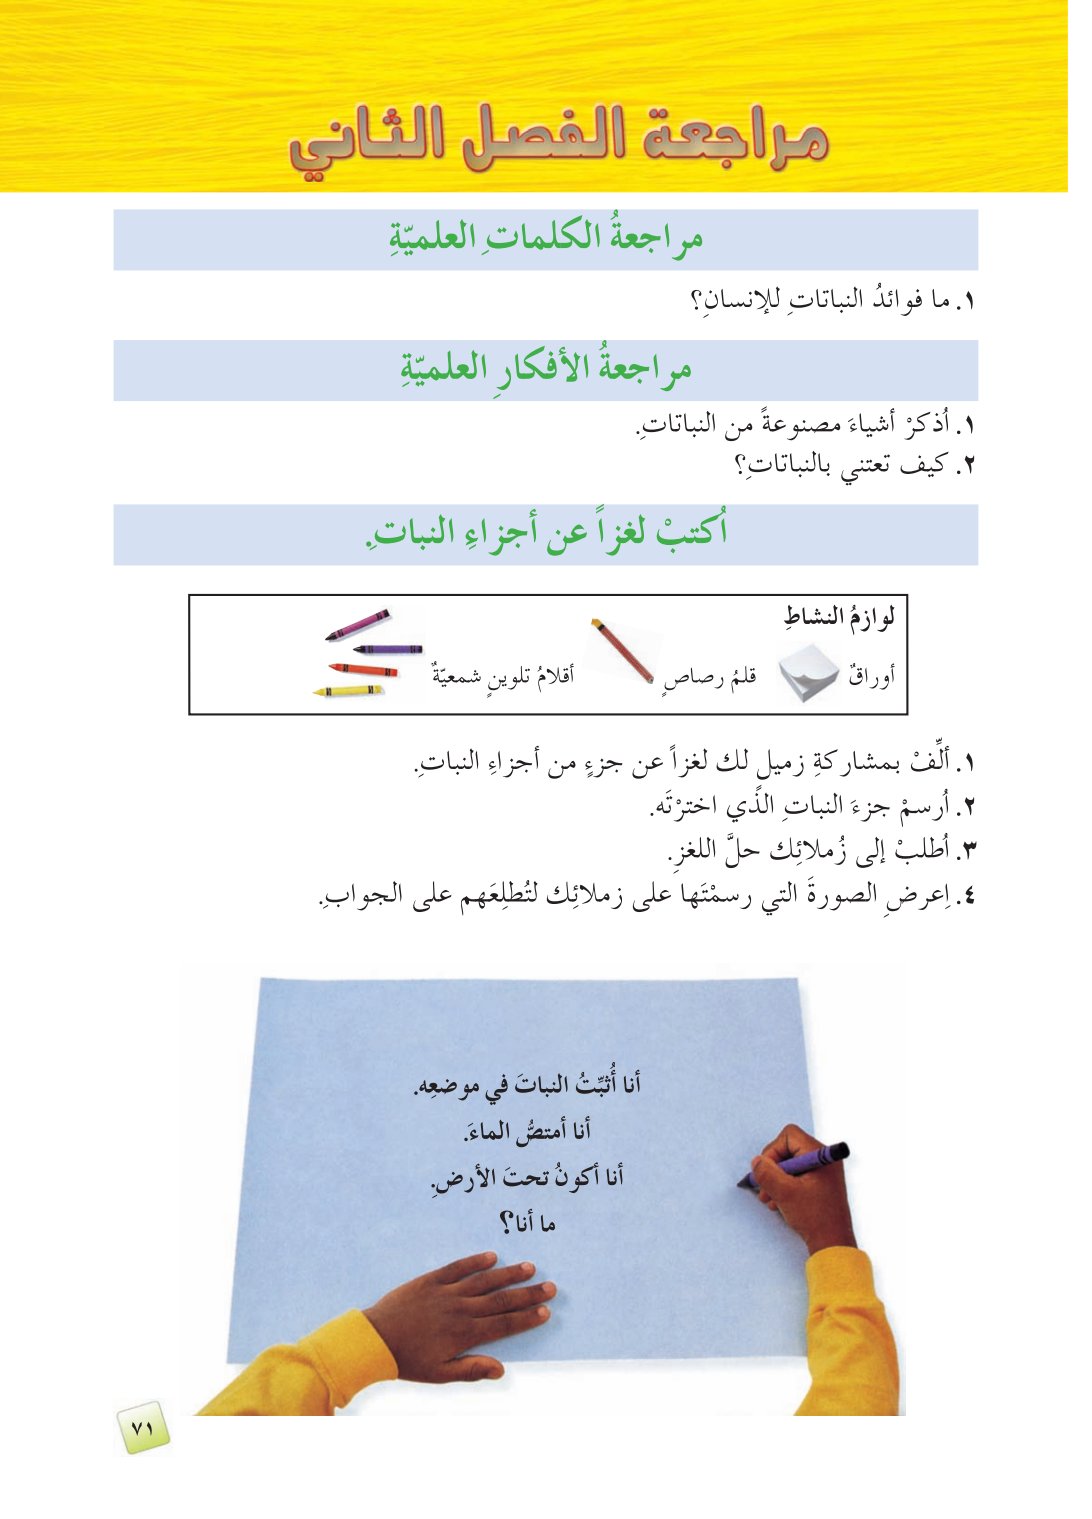 مراجعة الفصل الثاني
مراجعةُ الكلماتِ العلميّةِ
١. ما فوائدُ النباتاتِ للإنسانِ؟
مراجعةُ الأفكارِ العلميّةِ
١. اُذكرْ أشياءَ مصنوعةً من النباتاتِ.
٢. كيف تعتني بالنباتاتِ؟
اُكتبْ لغزاً عن أجزاءِ النباتِ.
لوازمُ النشاطِ
أوراقٌ قلمُ رصاصٍ أقلامُ تلوينٍ شمعيّةٌ
١. ألِّفْ بمشاركةِ زميلٍ لك لغزاً عن جزءٍ من أجزاءِ النباتِ.
٢. اُرسمْ جزءَ النباتِ الذي اخترْتَه.
٣. اُطلبْ إلى زُملائِك حلَّ اللغزِ.
٤. اِعرضِ الصورةَ التي رسمْتَها على زملائِك لتُطلِعَهم على الجوابِ.
أنا أُثبِّتُ النباتَ في موضعِه.
أنا أمتصُّ الماءَ.
أنا أكونُ تحتَ الأرضِ.
ما أنا؟
٧١